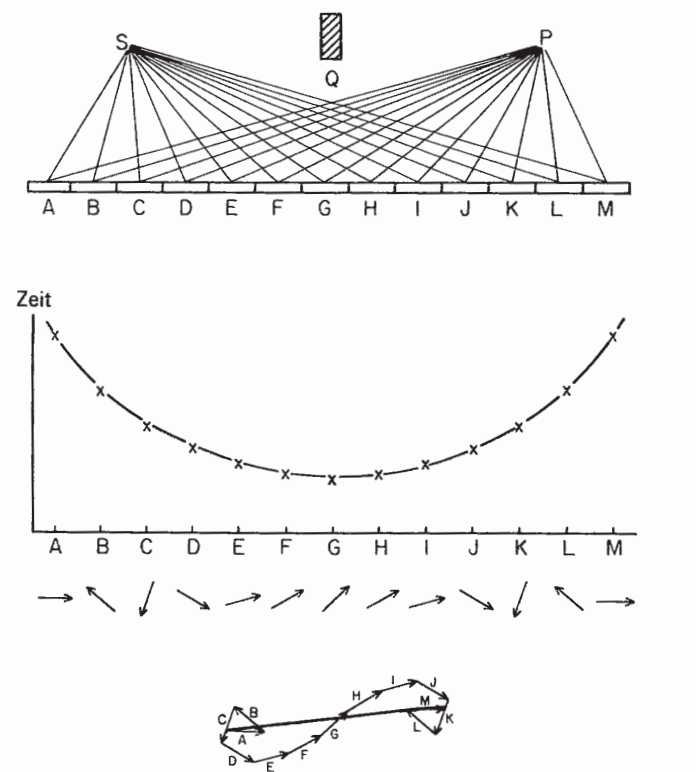 S P
Q
A B C D E F G H I J K L M
Zeit
A B C D E F G H I J K L M
H I J
C B A M L K
D E F G